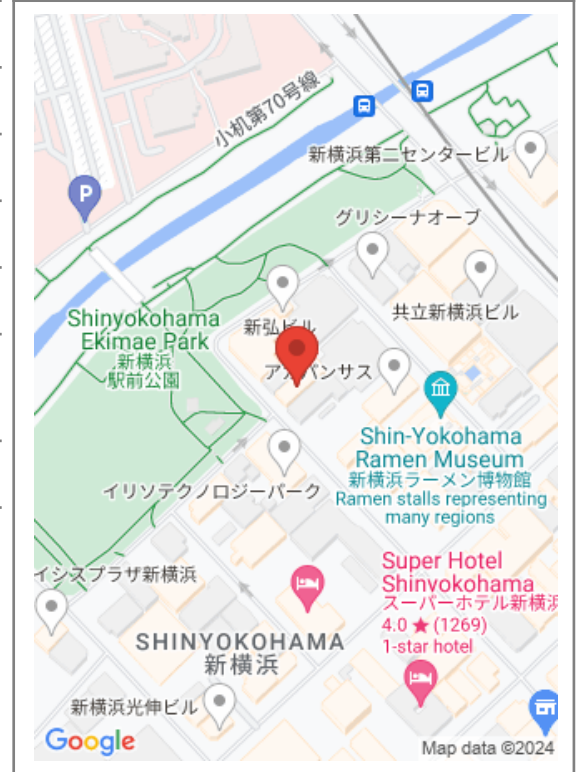 小机第70号線
新横浜第二センタービル
P
グリシーナオーブ
共立新横浜ビル
Shinyokohama
Ekimae Park
新横浜
駅前公園
新弘ビル
Shin-Yokohama
Ramen Museum
新横浜ラーメン博物館
Ramen stalls representing
many regions
イリソテクノロジーパーク
Super Hotel
Shinyokohama
スーパーホテル新横浜
4.0 ★ (1269)
1-star hotel
イシスプラザ新横浜
SHINYOKOHAMA
新横浜
新横浜光伸ビル
Google
Map data ©2024